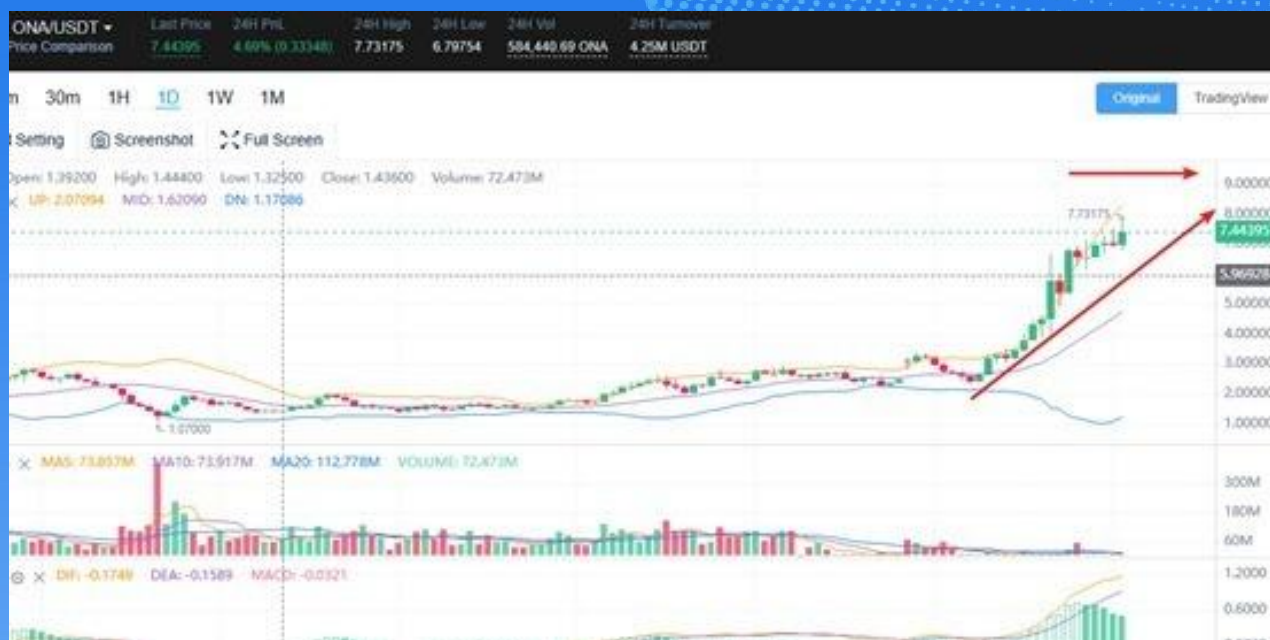 ONA/USDT Last Price 24H PnL 24H High 24H Low 24H Vol 24H Turnover
Price Comparison 7.44395 4.69% (0.33348) 7.73175 6.79754 584,440.69 ONA 4.25M USDT
m 30m 1H 1D 1W 1M Original TradingView
Setting Screenshot Full Screen
Open: 1.39200 High: 1.44400 Low: 1.32500 Close: 1.43600 Volume: 72.473M
UP: 2.07094 MID: 1.62090 DN: 1.17086
9.00000
7.73175 8.00000
7.44395
5.96928
5.00000
4.00000
3.00000
2.00000
1.07000 1.00000
MA5: 73.857M MA10: 73.917M MA20: 112.778M VOLUME: 72.473M
300M
180M
60M
DIF: -0.1749 DEA: -0.1589 MACD: -0.0321
1.2000
0.6000